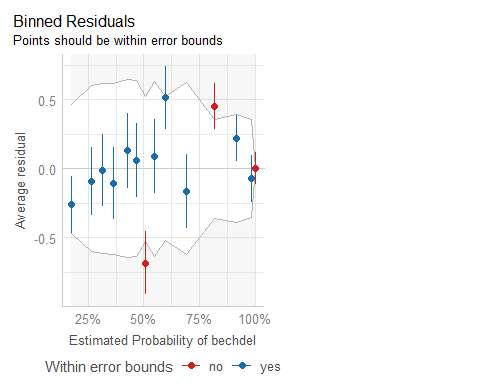 Binned Residuals
Points should be within error bounds
Average residual
0.5
0.0
-0.5
25%
50%
75%
100%
Estimated Probability of bechdel
Within error bounds no yes